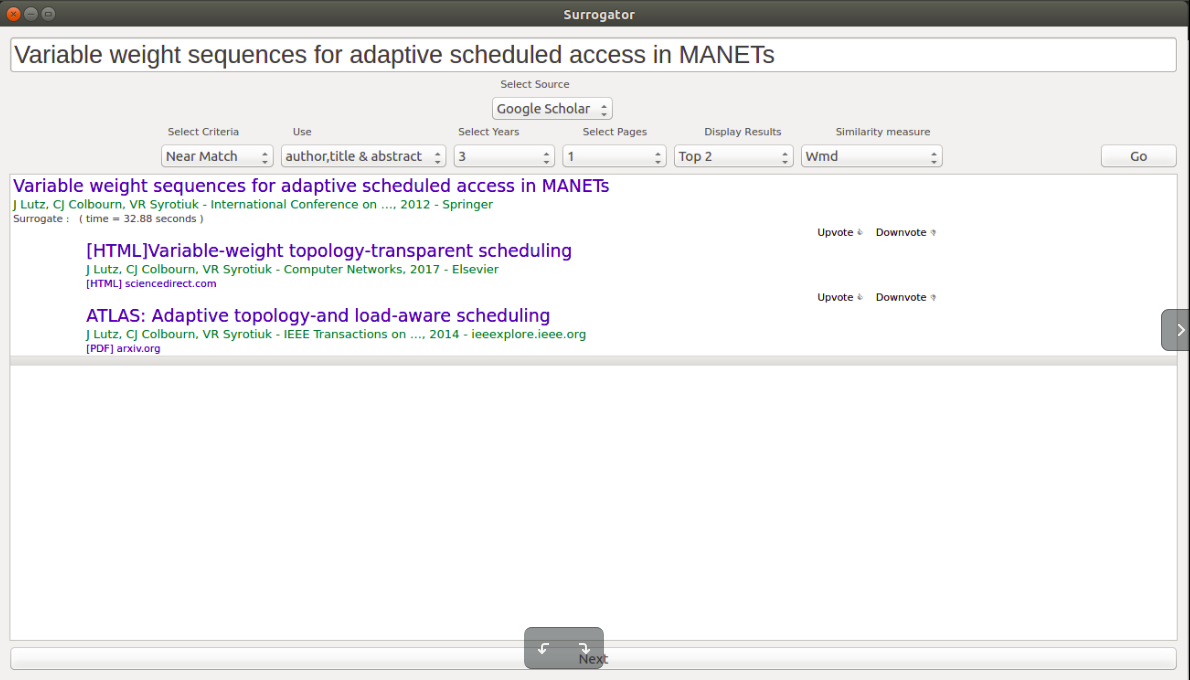 Surrogator
Variable weight sequences for adaptive scheduled access in MANETs
Select Source
Google Scholar
Select Criteria Use Select Years Select Pages Display Results Similarity measure
Near Match author,title & abstract 3 1 Top 2 Wmd Go
Variable weight sequences for adaptive scheduled access in MANETs
J Lutz, CJ Colbourn, VR Syrotiuk - International Conference on ..., 2012 - Springer
Surrogate : ( time = 32.88 seconds )
Upvote Downvote
[HTML]Variable-weight topology-transparent scheduling
J Lutz, CJ Colbourn, VR Syrotiuk - Computer Networks, 2017 - Elsevier
[HTML] sciencedirect.com
Upvote Downvote
ATLAS: Adaptive topology-and load-aware scheduling
J Lutz, CJ Colbourn, VR Syrotiuk - IEEE Transactions on ..., 2014 - ieeexplore.ieee.org
[PDF] arxiv.org
Next